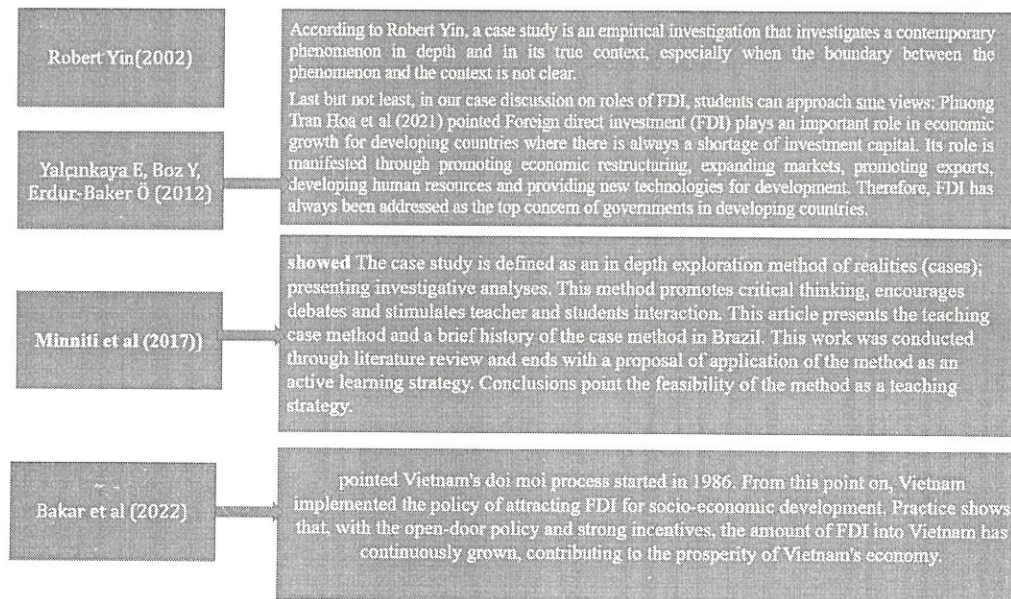 Robert Yin(2002)
According to Robert Yin, a case study is an empirical investigation that investigates a contemporary
phenomenon in depth and in its true context, especially when the boundary between the
phenomenon and the context is not clear.
Last but not least, in our case discussion on roles of FDI, students can approach sme views: Phuong
Tran Hoa et al (2021) pointed Foreign direct investment (FDI) plays an important role in economic
growth for developing countries where there is always a shortage of investment capital. Its role is
manifested through promoting economic restructuring, expanding markets, promoting exports,
developing human resources and providing new technologies for development. Therefore, FDI has
always been addressed as the top concern of governments in developing countries.
Yalçınkaya E, Boz Y,
Erdur-Baker Ö (2012)
Minniti et al (2017))
showed The case study is defined as an in depth exploration method of realities (cases);
presenting investigative analyses. This method promotes critical thinking, encourages
debates and stimulates teacher and students interaction. This article presents the teaching
case method and a brief history of the case method in Brazil. This work was conducted
through literature review and ends with a proposal of application of the method as an
active learning strategy. Conclusions point the feasibility of the method as a teaching
strategy.
Bakar et al (2022)
pointed Vietnam's doi moi process started in 1986. From this point on, Vietnam
implemented the policy of attracting FDI for socio-economic development. Practice shows
that, with the open-door policy and strong incentives, the amount of FDI into Vietnam has
continuously grown, contributing to the prosperity of Vietnam's economy.